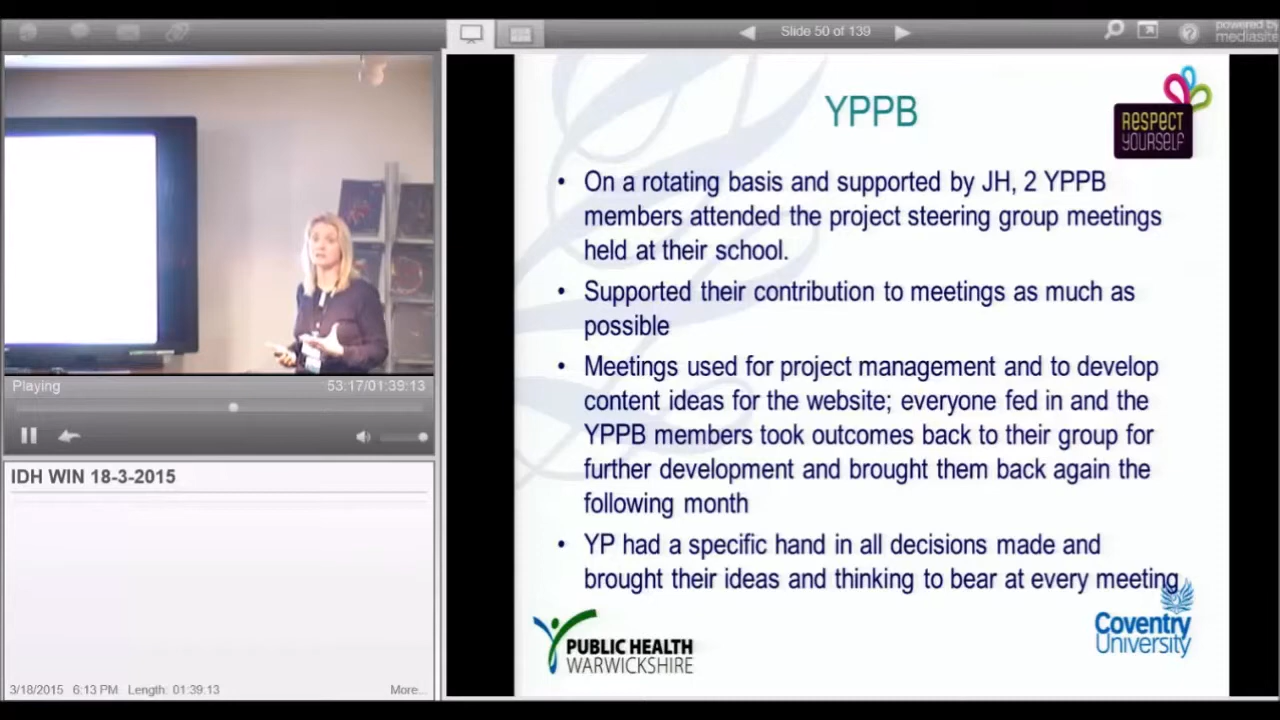 Slide 50 of 139
powered by
mediasite
YPPB
RESPECT
YOURSELF
• On a rotating basis and supported by JH, 2 YPPB
members attended the project steering group meetings
held at their school.
• Supported their contribution to meetings as much as
possible
• Meetings used for project management and to develop
content ideas for the website; everyone fed in and the
YPPB members took outcomes back to their group for
further development and brought them back again the
following month
• YP had a specific hand in all decisions made and
brought their ideas and thinking to bear at every meeting
PUBLIC HEALTH
WARWICKSHIRE
Coventry
University
Playing 53:17/01:39:13
IDH WIN 18-3-2015
3/18/2015 6:13 PM Length: 01:39:13 More...